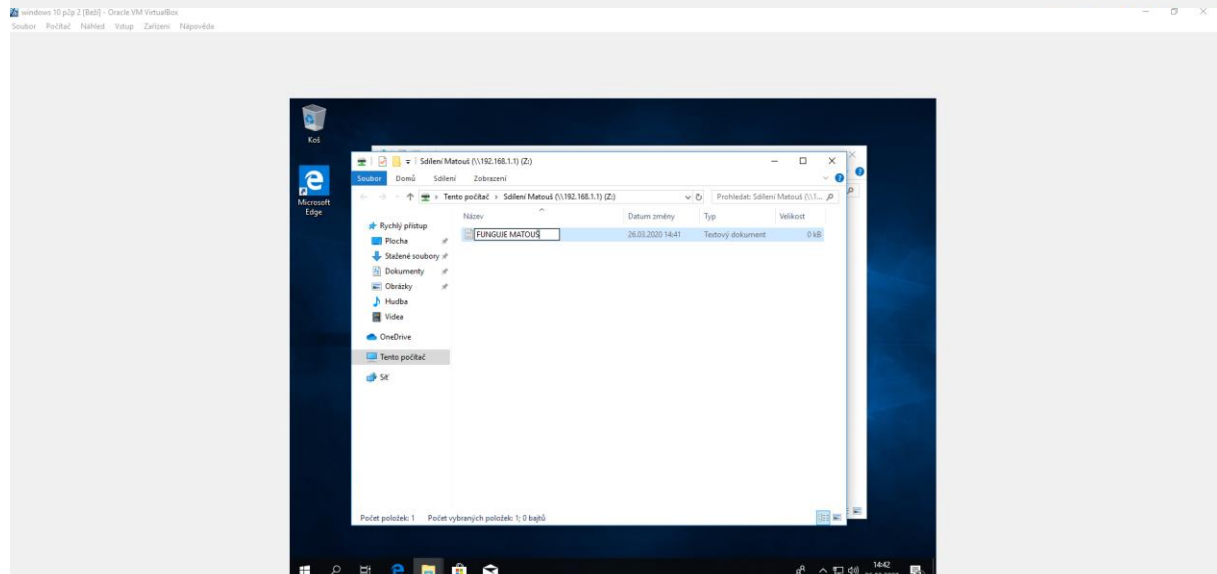 windows 10 p2p 2 [Běží] - Oracle VM VirtualBox
Soubor Počítač Náhled Vstup Zařízení Nápověda
Koš
Microsoft
Edge
Sdílení Matouš (\\192.168.1.1) (Z:)
Soubor Domů Sdílení Zobrazení
Tento počítač › Sdílení Matouš (\\192.168.1.1) (Z:)
Prohledat: Sdílení Matouš (\\1...
Název Datum změny Typ Velikost
FUNGUJE MATOUŠ 26.03.2020 14:41 Textový dokument 0 kB
Rychlý přístup
Plocha
Stažené soubory
Dokumenty
Obrázky
Hudba
Videa
OneDrive
Tento počítač
Síť
Počet položek: 1 Počet vybraných položek: 1; 0 bajtů
14:42